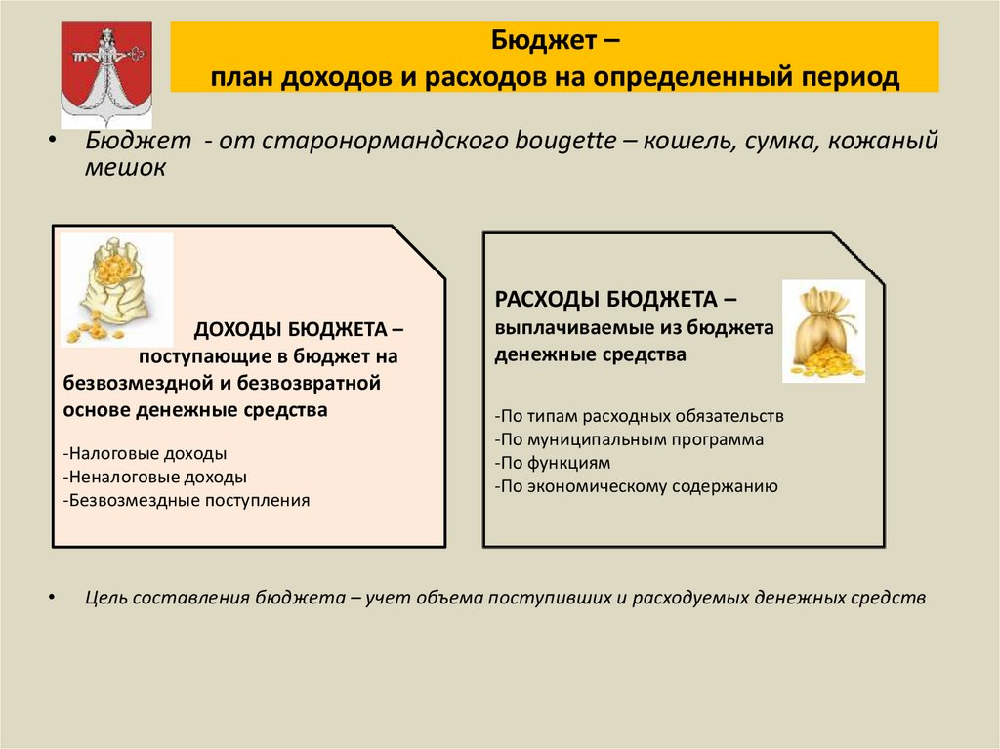 Бюджет –
план доходов и расходов на определенный период
• Бюджет - от старонормандского bougette – кошель, сумка, кожаный
мешок
ДОХОДЫ БЮДЖЕТА –
поступающие в бюджет на
безвозмездной и безвозвратной
основе денежные средства
-Налоговые доходы
-Неналоговые доходы
-Безвозмездные поступления
РАСХОДЫ БЮДЖЕТА –
выплачиваемые из бюджета
денежные средства
-По типам расходных обязательств
-По муниципальным программа
-По функциям
-По экономическому содержанию
• Цель составления бюджета – учет объема поступивших и расходуемых денежных средств